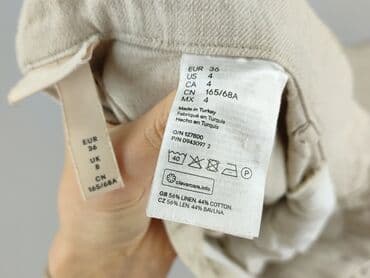 EUR 36
UK 8
CN 165/68A
EUR 36
US 4
CA 4
CN 165/68A
MX 4
Made in Turkey
Fabriqué en Turquie
Hecho en Turquía
O/N 127800
P/N 0943097 2
40
P
clevercare.info
GB 56% LINEN, 44% COTTON.
CZ 56% LEN, 44% BAVLNA.